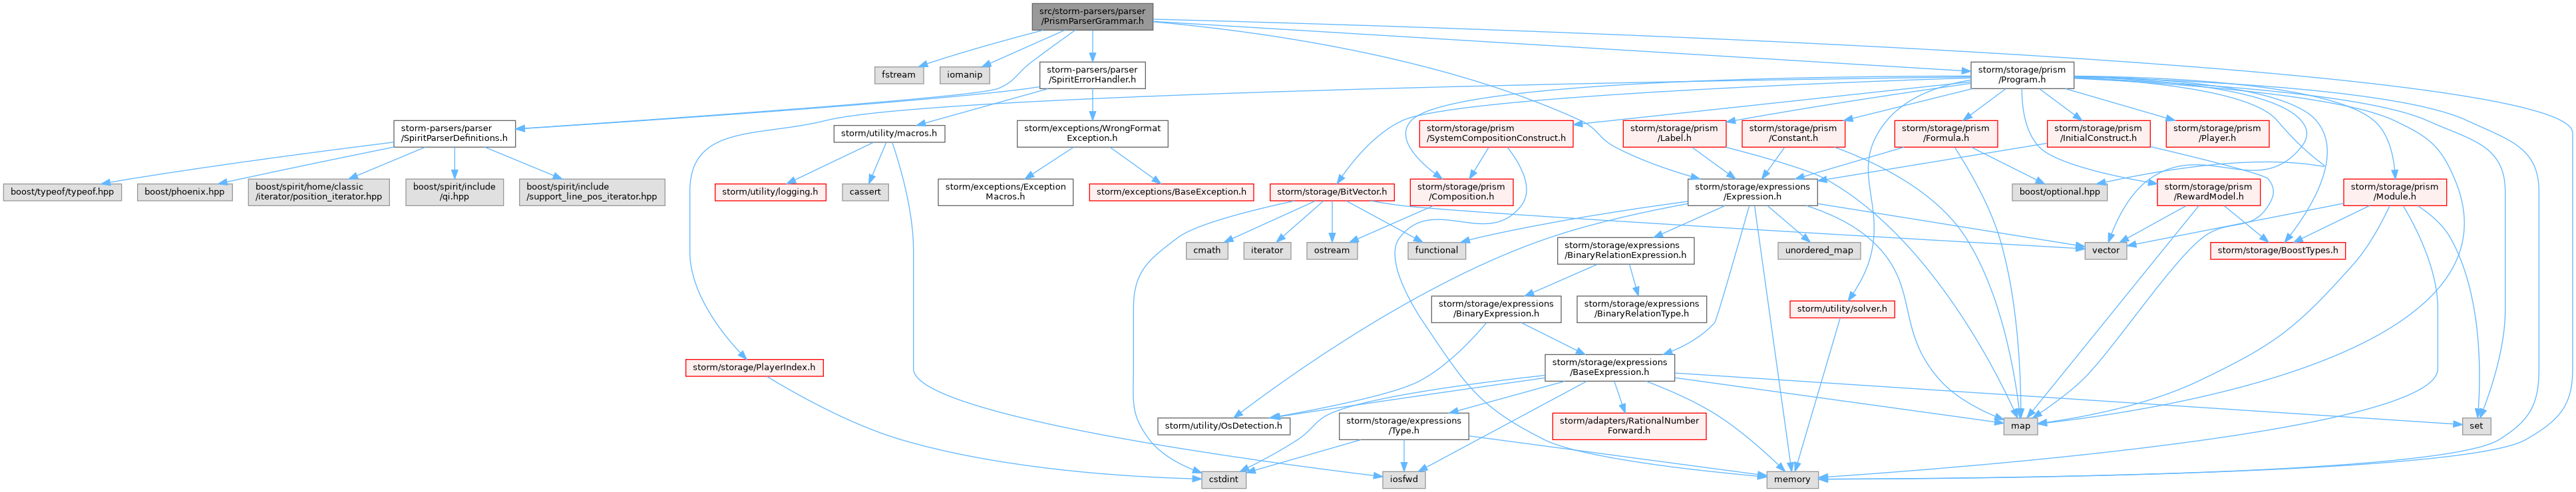 src/storm-parsers/parser
/PrismParserGrammar.h
fstream
iomanip
storm-parsers/parser
/SpiritErrorHandler.h
storm/storage/prism
/Program.h
storm-parsers/parser
/SpiritParserDefinitions.h
storm/utility/macros.h
storm/exceptions/WrongFormat
Exception.h
storm/storage/prism
/SystemCompositionConstruct.h
storm/storage/prism
/Label.h
storm/storage/prism
/Constant.h
storm/storage/prism
/Formula.h
storm/storage/prism
/InitialConstruct.h
storm/storage/prism
/Player.h
boost/typeof/typeof.hpp
boost/phoenix.hpp
boost/spirit/home/classic
/iterator/position_iterator.hpp
boost/spirit/include
/qi.hpp
boost/spirit/include
/support_line_pos_iterator.hpp
storm/utility/logging.h
cassert
storm/exceptions/Exception
Macros.h
storm/exceptions/BaseException.h
storm/storage/BitVector.h
storm/storage/prism
/Composition.h
storm/storage/expressions
/Expression.h
boost/optional.hpp
storm/storage/prism
/RewardModel.h
storm/storage/prism
/Module.h
cmath
iterator
ostream
functional
storm/storage/expressions
/BinaryRelationExpression.h
unordered_map
vector
storm/storage/BoostTypes.h
storm/storage/expressions
/BinaryExpression.h
storm/storage/expressions
/BinaryRelationType.h
storm/utility/solver.h
storm/storage/PlayerIndex.h
storm/storage/expressions
/BaseExpression.h
storm/utility/OsDetection.h
storm/storage/expressions
/Type.h
storm/adapters/RationalNumber
Forward.h
map
set
cstdint
iosfwd
memory